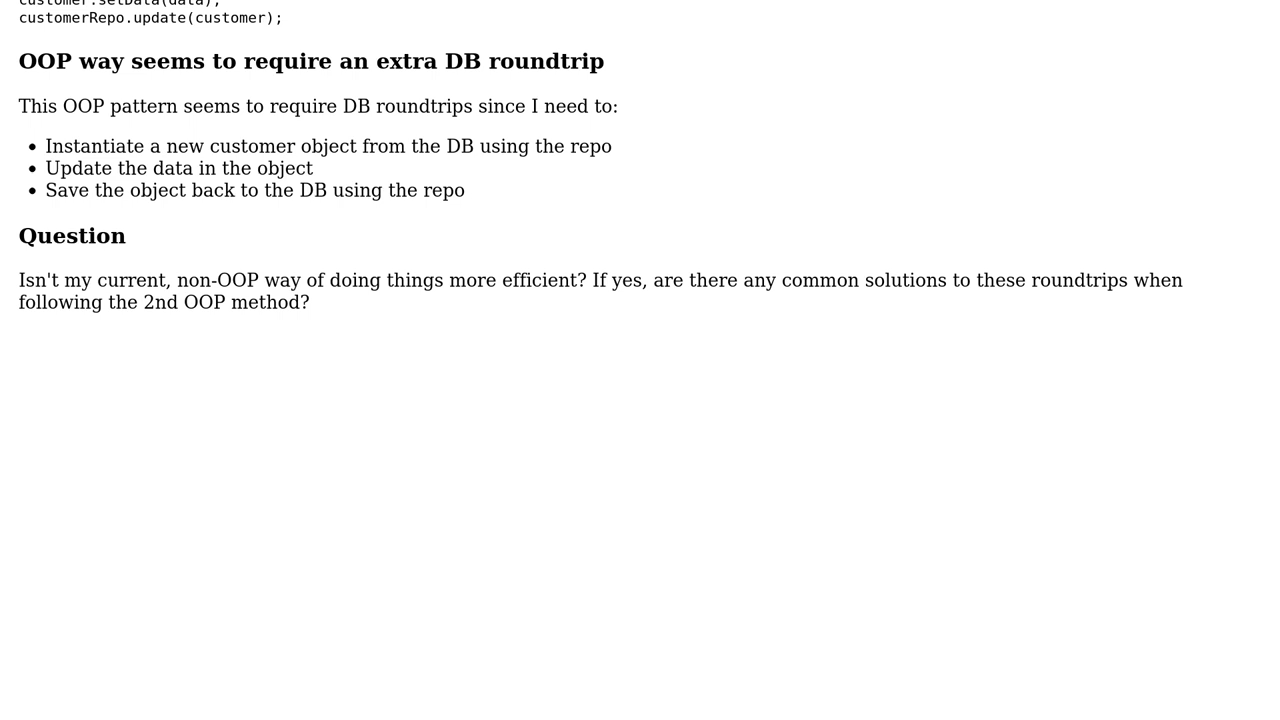 customer.setData(data);
customerRepo.update(customer);
OOP way seems to require an extra DB roundtrip
This OOP pattern seems to require DB roundtrips since I need to:
• Instantiate a new customer object from the DB using the repo
• Update the data in the object
• Save the object back to the DB using the repo
Question
Isn't my current, non-OOP way of doing things more efficient? If yes, are there any common solutions to these roundtrips when
following the 2nd OOP method?